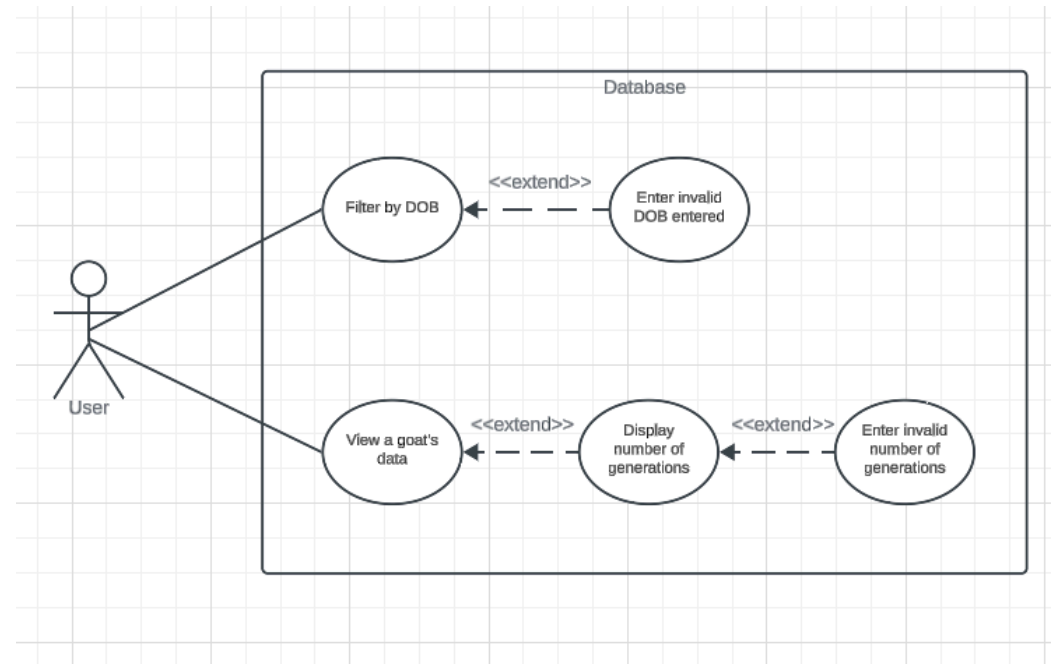 Database
Filter by DOB
<<extend>>
Enter invalid
DOB entered
User
View a goat's
data
<<extend>>
Display
number of
generations
<<extend>>
Enter invalid
number of
generations